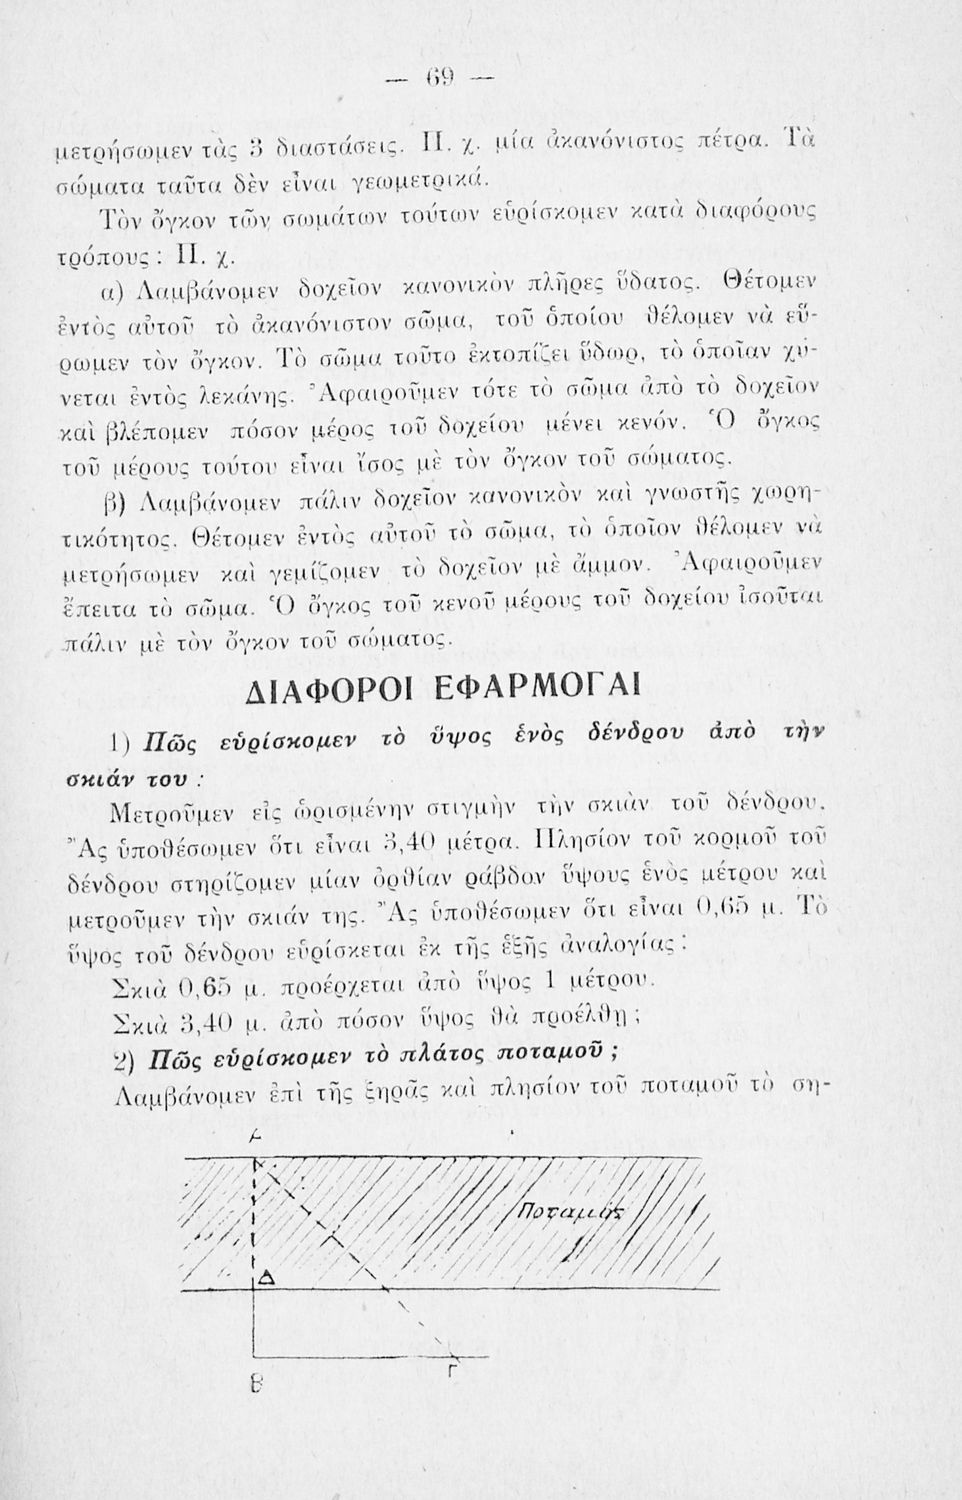 — 69 —
μετρήσωμεν τὰς 3 διαστάσεις. Π. χ. μία ἀκανόνιστος πέτρα. Τὰ
σώματα ταῦτα δὲν εἶναι γεωμετρικά.
Τὸν ὄγκον τῶν σωμάτων τούτων εὑρίσκομεν κατὰ διαφόρους
τρόπους : Π. χ.
α) Λαμβάνομεν δοχεῖον κανονικὸν πλῆρες ὕδατος. Θέτομεν
ἐντὸς αὐτοῦ τὸ ἀκανόνιστον σῶμα, τοῦ ὁποίου θέλομεν νὰ εὕ-
ρωμεν τὸν ὄγκον. Τὸ σῶμα τοῦτο ἐκτοπίζει ὕδωρ, τὸ ὁποῖαν χύ-
νεται ἐντὸς λεκάνης. Ἀφαιροῦμεν τότε τὸ σῶμα ἀπὸ τὸ δοχεῖον
καὶ βλέπομεν πόσον μέρος τοῦ δοχείου μένει κενόν. Ὁ ὄγκος
τοῦ μέρους τούτου εἶναι ἴσος μὲ τὸν ὄγκον τοῦ σώματος.
β) Λαμβάνομεν πάλιν δοχεῖον κανονικὸν καὶ γνωστῆς χωρη-
τικότητος. Θέτομεν ἐντὸς αὐτοῦ τὸ σῶμα, τὸ ὁποῖον θέλομεν νὰ
μετρήσωμεν καὶ γεμίζομεν τὸ δοχεῖον μὲ ἄμμον. Ἀφαιροῦμεν
ἔπειτα τὸ σῶμα. Ὁ ὄγκος τοῦ κενοῦ μέρους τοῦ δοχείου ἰσοῦται
πάλιν μὲ τὸν ὄγκον τοῦ σώματος.
ΔΙΑΦΟΡΟΙ ΕΦΑΡΜΟΓΑΙ
1) Πῶς εὑρίσκομεν τὸ ὕψος ἑνὸς δένδρου ἀπὸ τὴν
σκιάν του :
Μετροῦμεν εἰς ὡρισμένην στιγμὴν τὴν σκιὰν τοῦ δένδρου.
Ἂς ὑποθέσωμεν ὅτι εἶναι 3,40 μέτρα. Πλησίον τοῦ κορμοῦ τοῦ
δένδρου στηρίζομεν μίαν ὀρθίαν ράβδον ὕψους ἑνὸς μέτρου καὶ
μετροῦμεν τὴν σκιάν της. Ἂς ὑποθέσωμεν ὅτι εἶναι 0,65 μ. Τὸ
ὕψος τοῦ δένδρου εὑρίσκεται ἐκ τῆς ἑξῆς ἀναλογίας :
Σκιὰ 0,65 μ. προέρχεται ἀπὸ ὕψος 1 μέτρου.
Σκιὰ 3,40 μ. ἀπὸ πόσον ὕψος θὰ προέλθῃ ;
2) Πῶς εὑρίσκομεν τὸ πλάτος ποταμοῦ ;
Λαμβάνομεν ἐπὶ τῆς ξηρᾶς καὶ πλησίον τοῦ ποταμοῦ τὸ ση-
Ποταμός
Δ
Γ
Β